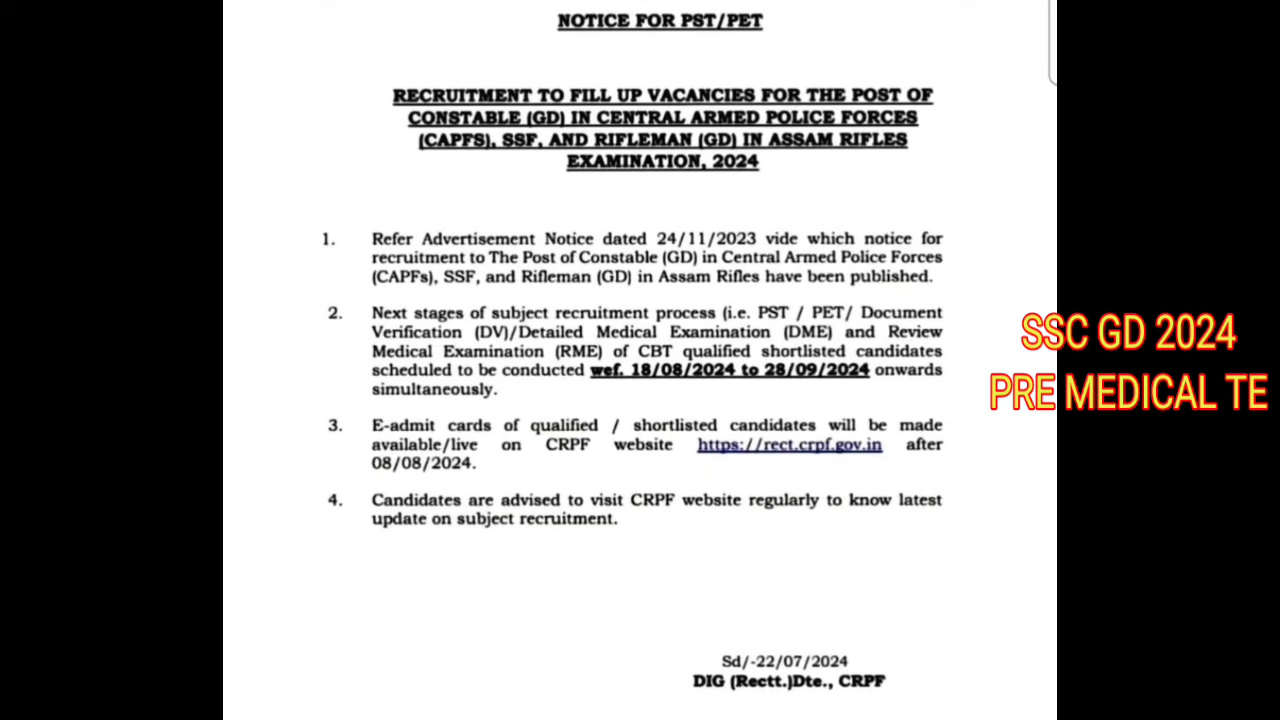 NOTICE FOR PST/PET
RECRUITMENT TO FILL UP VACANCIES FOR THE POST OF
CONSTABLE (GD) IN CENTRAL ARMED POLICE FORCES
(CAPFS), SSF, AND RIFLEMAN (GD) IN ASSAM RIFLES
EXAMINATION, 2024
1. Refer Advertisement Notice dated 24/11/2023 vide which notice for
recruitment to The Post of Constable (GD) in Central Armed Police Forces
(CAPFs), SSF, and Rifleman (GD) in Assam Rifles have been published.
2. Next stages of subject recruitment process (i.e. PST / PET/ Document
Verification (DV)/Detailed Medical Examination (DME) and Review
Medical Examination (RME) of CBT qualified shortlisted candidates
scheduled to be conducted wef. 18/08/2024 to 28/09/2024 onwards
simultaneously.
3. E-admit cards of qualified / shortlisted candidates will be made
available/live on CRPF website https://rect.crpf.gov.in after
08/08/2024.
4. Candidates are advised to visit CRPF website regularly to know latest
update on subject recruitment.
Sd/-22/07/2024
DIG (Rectt.)Dte., CRPF
SSC GD 2024
PRE MEDICAL TE